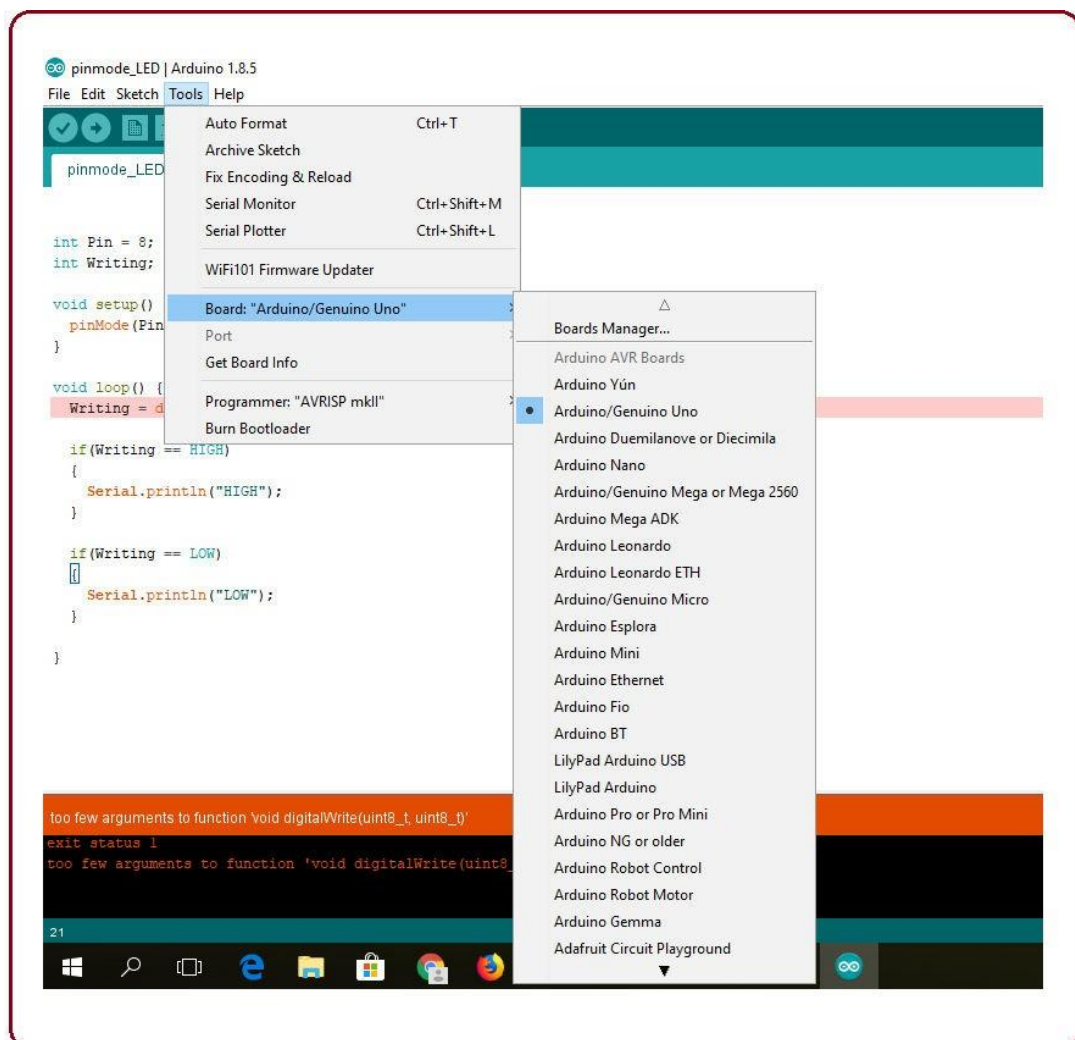 pinmode_LED | Arduino 1.8.5
File Edit Sketch Tools Help
pinmode_LED
int Pin = 8;
int Writing;
void setup()
pinMode(Pin
}
void loop() {
Writing = d
if(Writing == HIGH)
{
Serial.println("HIGH");
}
if(Writing == LOW)
{
Serial.println("LOW");
}
}
Auto Format Ctrl+T
Archive Sketch
Fix Encoding & Reload
Serial Monitor Ctrl+Shift+M
Serial Plotter Ctrl+Shift+L
WiFi101 Firmware Updater
Board: "Arduino/Genuino Uno"
Port
Get Board Info
Programmer: "AVRISP mkII"
Burn Bootloader
Boards Manager...
Arduino AVR Boards
Arduino Yún
Arduino/Genuino Uno
Arduino Duemilanove or Diecimila
Arduino Nano
Arduino/Genuino Mega or Mega 2560
Arduino Mega ADK
Arduino Leonardo
Arduino Leonardo ETH
Arduino/Genuino Micro
Arduino Esplora
Arduino Mini
Arduino Ethernet
Arduino Fio
Arduino BT
LilyPad Arduino USB
LilyPad Arduino
Arduino Pro or Pro Mini
Arduino NG or older
Arduino Robot Control
Arduino Robot Motor
Arduino Gemma
Adafruit Circuit Playground
too few arguments to function 'void digitalWrite(uint8_t, uint8_t)'
exit status 1
too few arguments to function 'void digitalWrite(uint8_
21